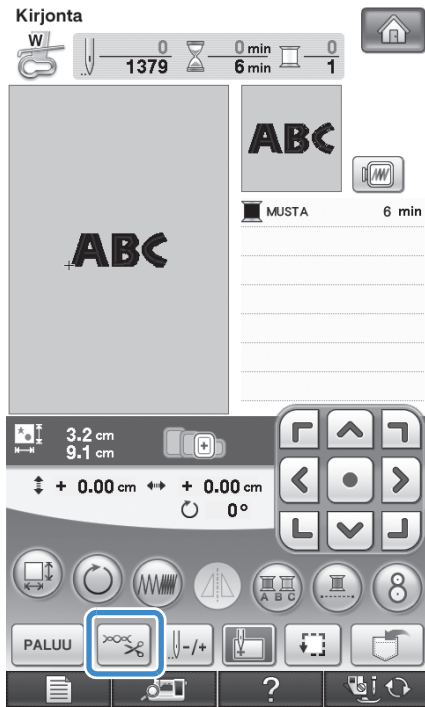 Kirjonta
W
0 0 min 0
1379 6 min 1
ABC
MUSTA 6 min
ABC
3.2 cm
9.1 cm
+ 0.00 cm + 0.00 cm
0°
A B C
8
PALUU
-/+
?